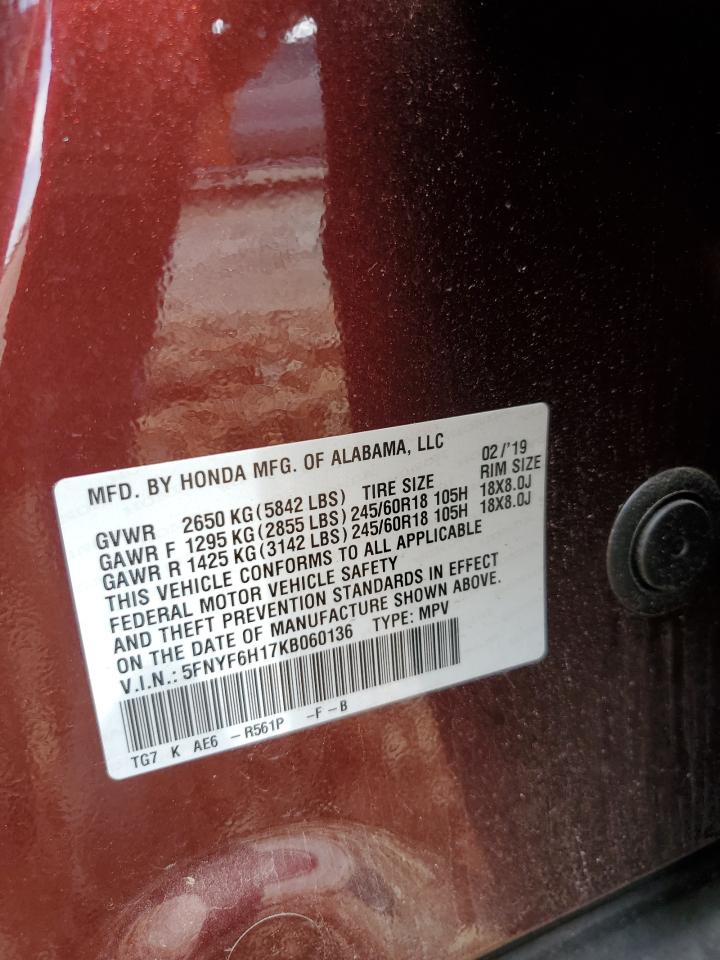 MFD. BY HONDA MFG. OF ALABAMA, LLC 02/'19
GVWR 2650 KG (5842 LBS) TIRE SIZE RIM SIZE
GAWR F 1295 KG (2855 LBS) 245/60R18 105H 18X8.0J
GAWR R 1425 KG (3142 LBS) 245/60R18 105H 18X8.0J
THIS VEHICLE CONFORMS TO ALL APPLICABLE
FEDERAL MOTOR VEHICLE SAFETY
AND THEFT PREVENTION STANDARDS IN EFFECT
ON THE DATE OF MANUFACTURE SHOWN ABOVE.
V.I.N.: 5FNYF6H17KB060136 TYPE: MPV
TG7 K AE6 -R561P -F-B